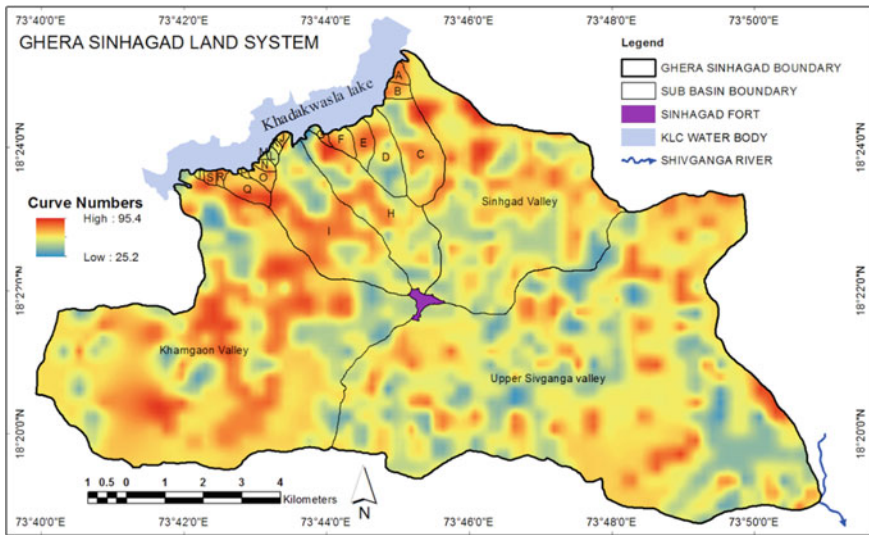 73°40'0"E 73°42'0"E 73°44'0"E 73°46'0"E 73°48'0"E 73°50'0"E
GHERA SINHAGAD LAND SYSTEM
Legend
GHERA SINHAGAD BOUNDARY
SUB BASIN BOUNDARY
SINHAGAD FORT
KLC WATER BODY
SHIVGANGA RIVER
Khadakwasla lake
A
B
C
D
E
F
H
I
L
N
O
Q
R
S
18°24'0"N
18°24'0"N
Curve Numbers
High : 95.4
Low : 25.2
Sinhgad Valley
18°22'0"N
18°22'0"N
Khamgaon Valley
Upper Sivganga valley
18°20'0"N
18°20'0"N
1 0.5 0 1 2 3 4
Kilometers
N
73°40'0"E 73°42'0"E 73°44'0"E 73°46'0"E 73°48'0"E 73°50'0"E